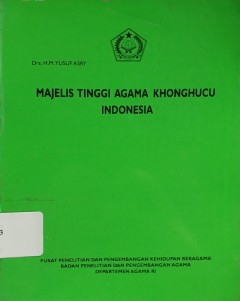 Drs. H.M. YUSUF ASRY
MAJELIS TINGGI AGAMA KHONGHUCU
INDONESIA
PUSAT PENELITIAN DAN PENGEMBANGAN KEHIDUPAN BERAGAMA
BADAN PENELITIAN DAN PENGEMBANGAN AGAMA
DEPARTEMEN AGAMA RI